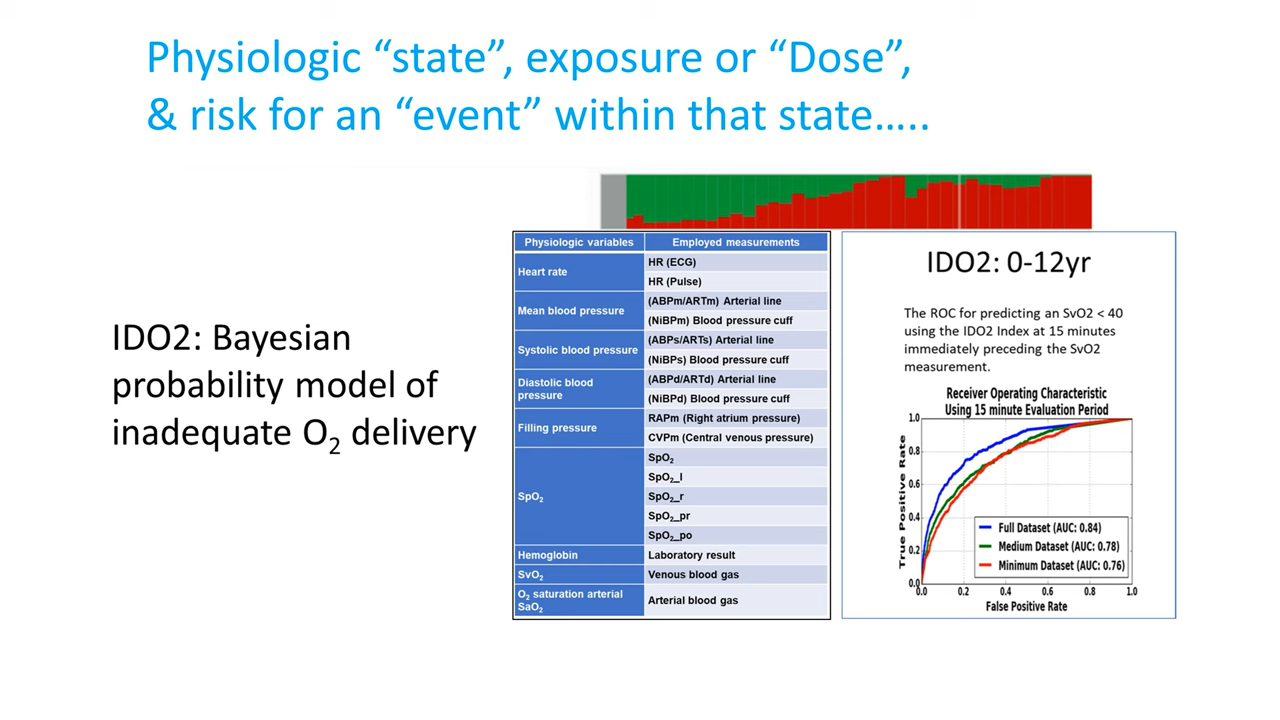 Physiologic “state”, exposure or “Dose”,
& risk for an “event” within that state…..
IDO2: Bayesian
probability model of
inadequate O2 delivery
Physiologic variables Employed measurements
Heart rate
HR (ECG)
HR (Pulse)
Mean blood pressure
(ABPm/ARTm) Arterial line
(NiBPm) Blood pressure cuff
Systolic blood pressure
(ABPs/ARTs) Arterial line
(NiBPs) Blood pressure cuff
Diastolic blood
pressure
(ABPd/ARTd) Arterial line
(NiBPd) Blood pressure cuff
Filling pressure
RAPm (Right atrium pressure)
CVPm (Central venous pressure)
SpO2
SpO2
SpO2_l
SpO2_r
SpO2_pr
SpO2_po
Hemoglobin Laboratory result
SvO2 Venous blood gas
O2 saturation arterial
SaO2
Arterial blood gas
IDO2: 0-12yr
The ROC for predicting an SvO2 < 40
using the IDO2 Index at 15 minutes
immediately preceding the SvO2
measurement.
Receiver Operating Characteristic
Using 15 minute Evaluation Period
True Positive Rate
1.0
0.8
0.6
0.4
0.2
0.0
Full Dataset (AUC: 0.84)
Medium Dataset (AUC: 0.78)
Minimum Dataset (AUC: 0.76)
0.0 0.2 0.4 0.6 0.8 1.0
False Positive Rate